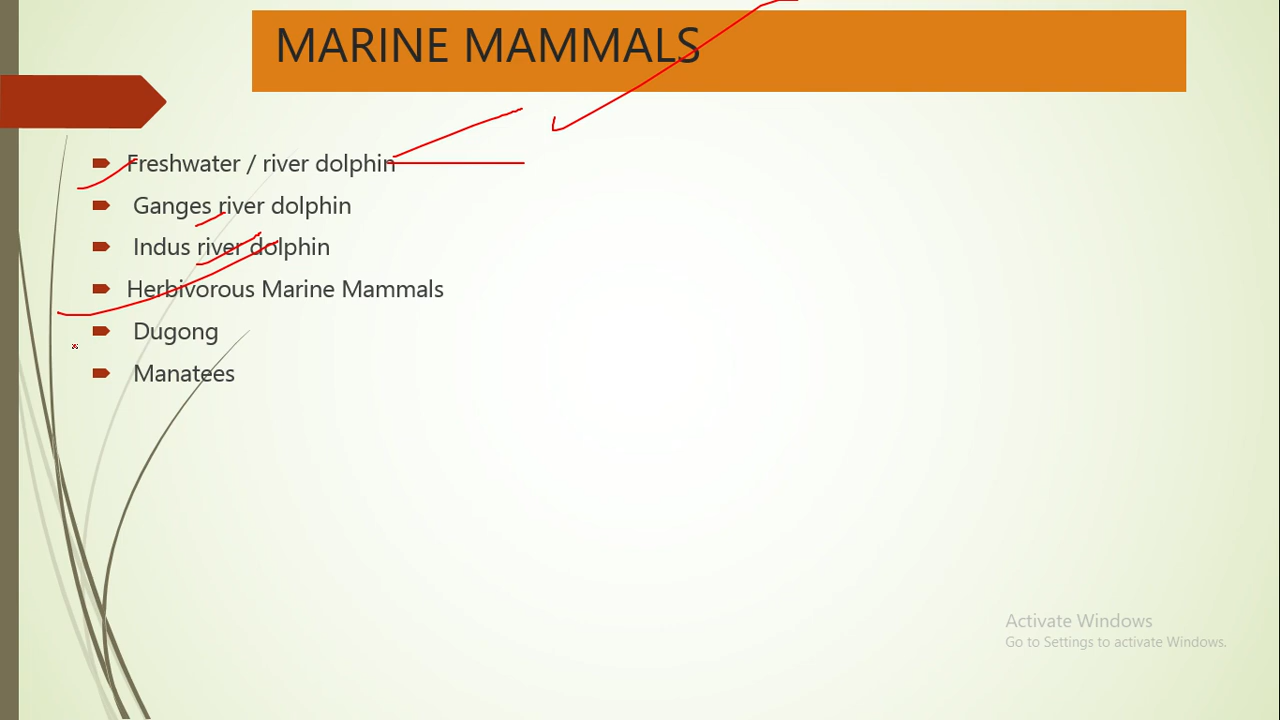 MARINE MAMMALS
Freshwater / river dolphin
Ganges river dolphin
Indus river dolphin
Herbivorous Marine Mammals
Dugong
Manatees
Activate Windows
Go to Settings to activate Windows.